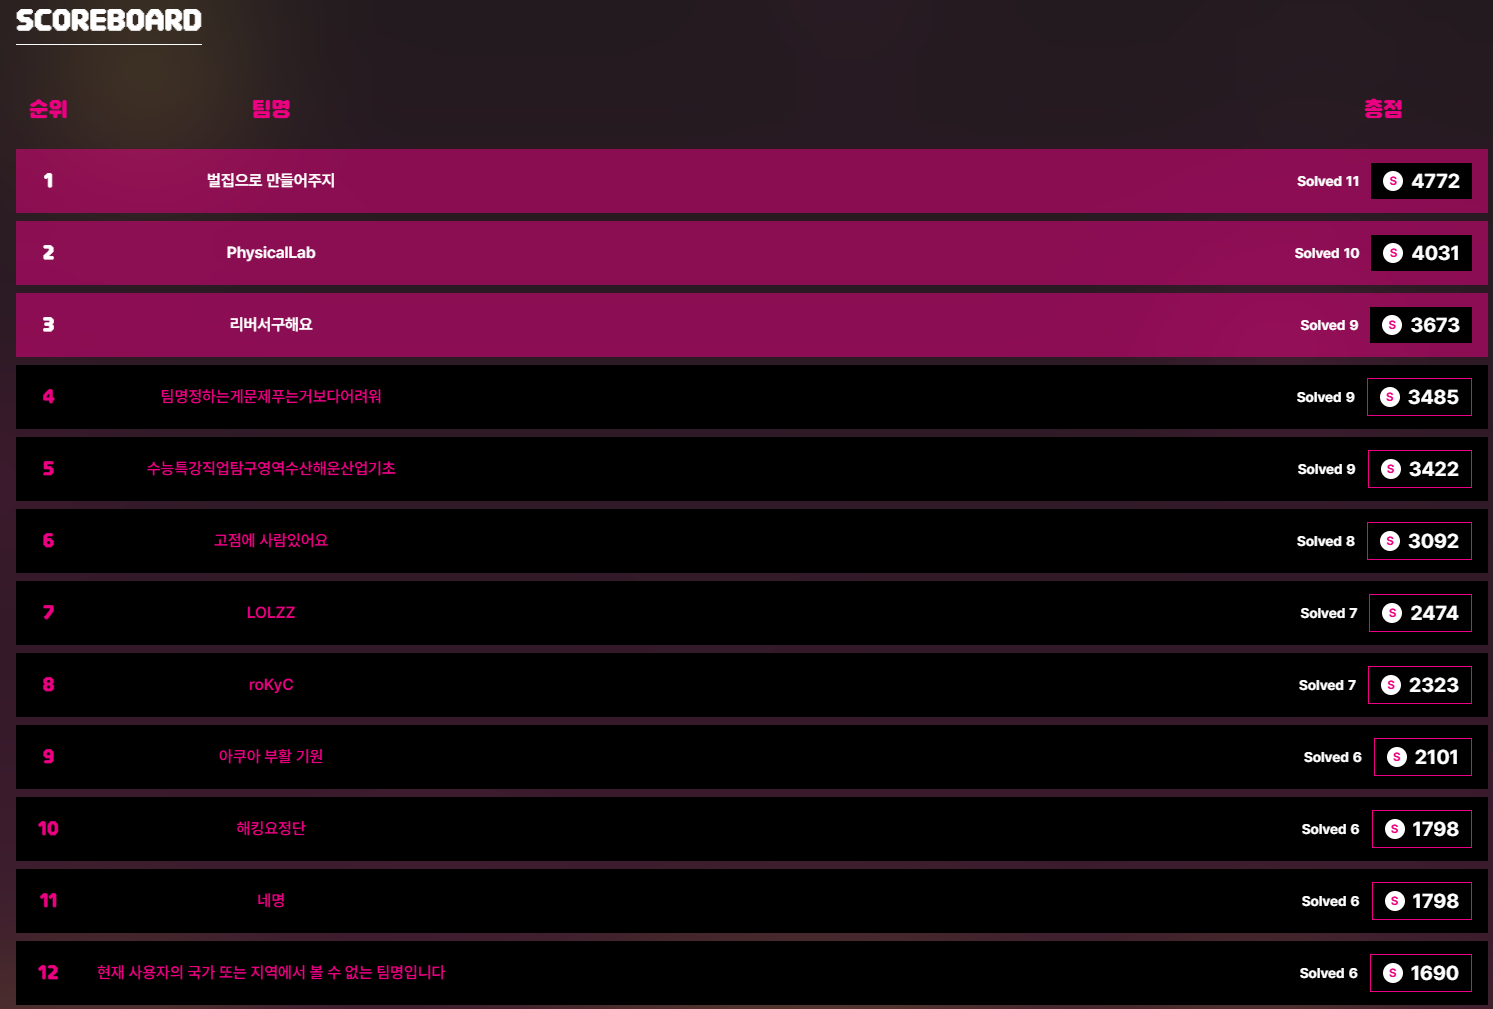 SCOREBOARD
순위 팀명 총점
1 벌집으로 만들어주지 Solved 11 S 4772
2 PhysicalLab Solved 10 S 4031
3 리버서구해요 Solved 9 S 3673
4 팀명정하는게문제푸는거보다어려워 Solved 9 S 3485
5 수능특강직업탐구영역수산해운산업기초 Solved 9 S 3422
6 고점에 사람있어요 Solved 8 S 3092
7 LOLZZ Solved 7 S 2474
8 roKyC Solved 7 S 2323
9 아쿠아 부활 기원 Solved 6 S 2101
10 해킹요정단 Solved 6 S 1798
11 네명 Solved 6 S 1798
12 현재 사용자의 국가 또는 지역에서 볼 수 없는 팀명입니다 Solved 6 S 1690